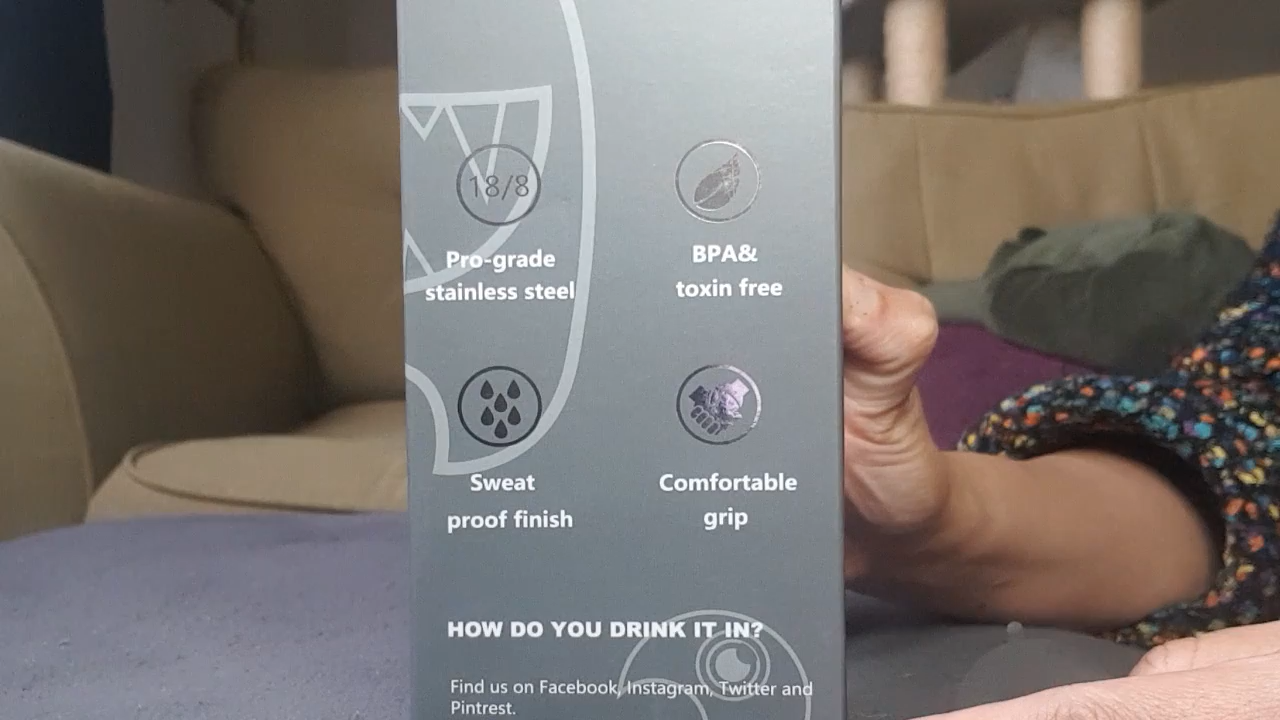 18/8
Pro-grade
stainless steel
BPA&
toxin free
Sweat
proof finish
Comfortable
grip
HOW DO YOU DRINK IT IN?
Find us on Facebook, Instagram, Twitter and
Pintrest.